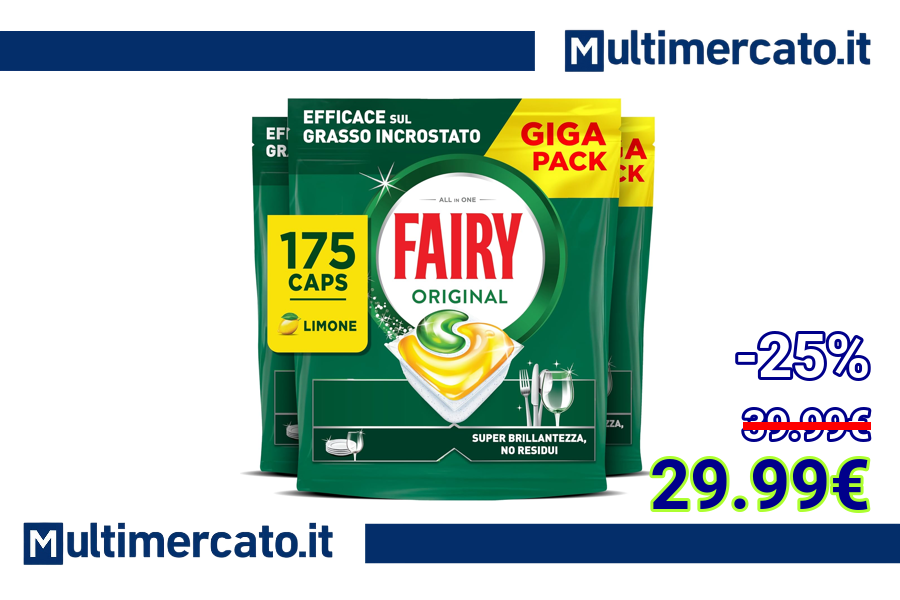 Multimercato.it
EFFICACE SUL
GRASSO INCROSTATO
GIGA
PACK
ALL IN ONE
FAIRY
ORIGINAL
175
CAPS
LIMONE
SUPER BRILLANTEZZA,
NO RESIDUI
-25%
39.99€
29.99€
Multimercato.it